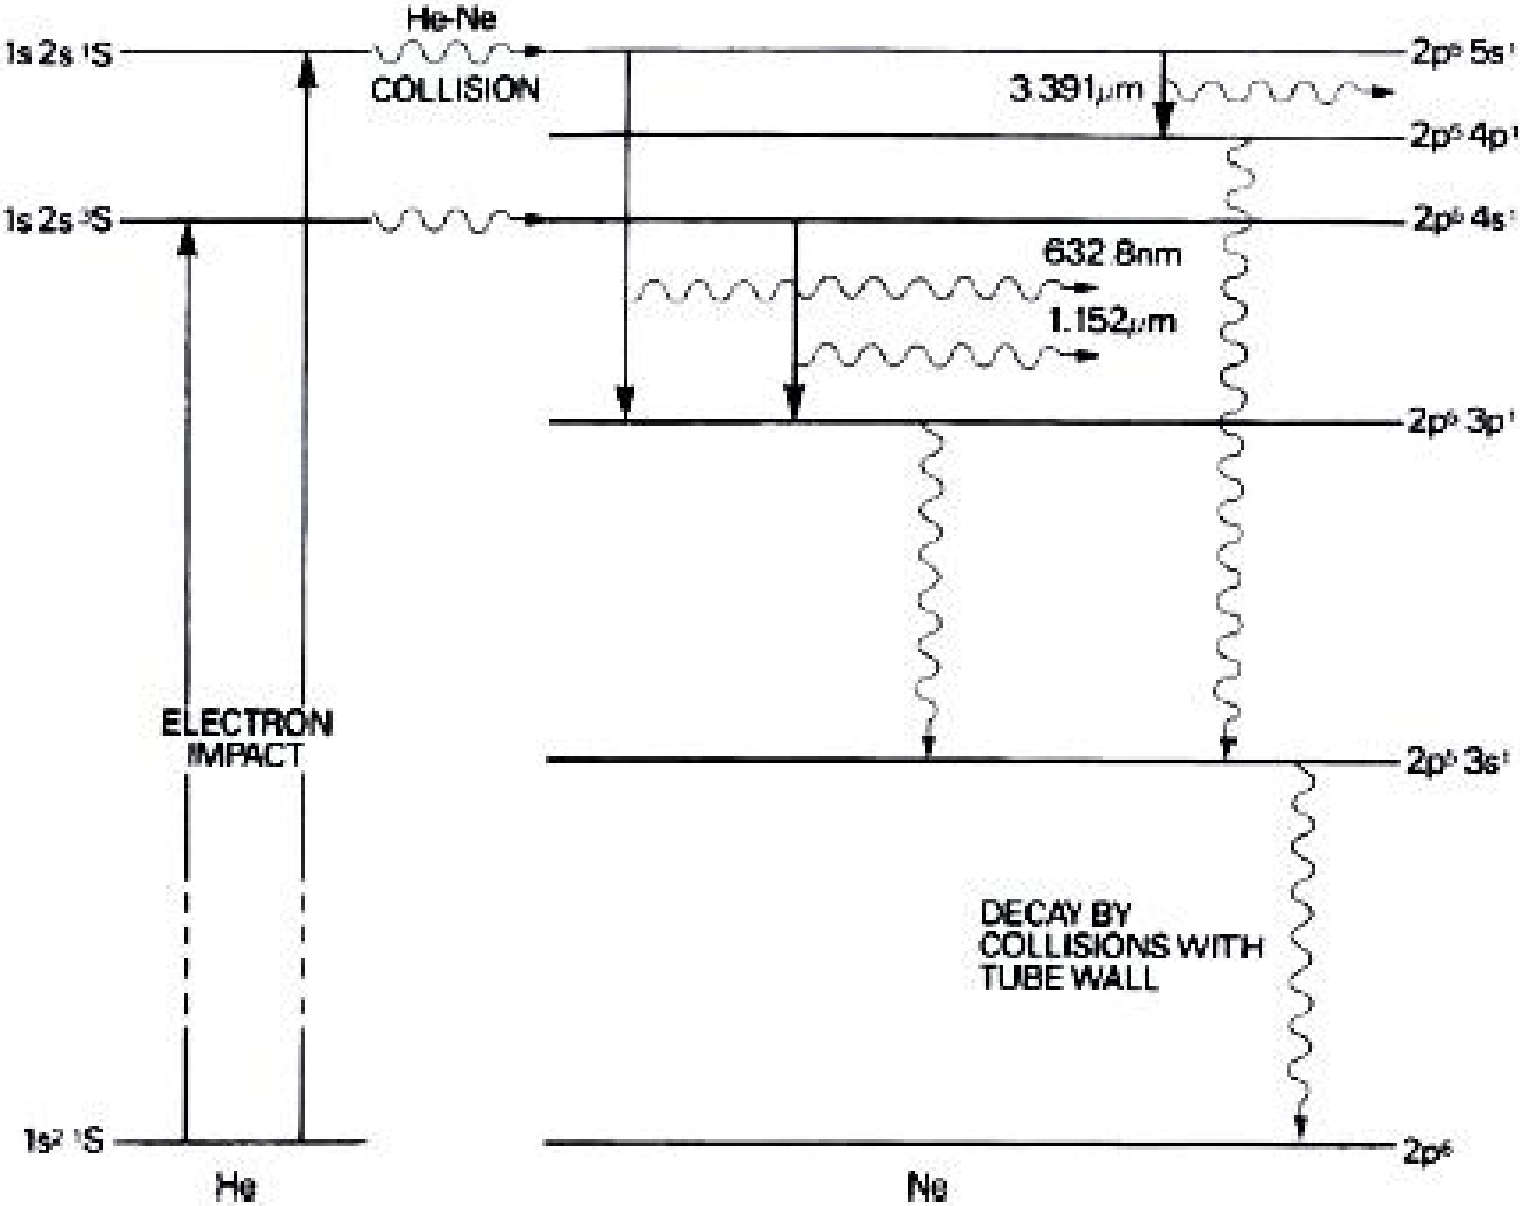 He-Ne
1s 2s ¹S
COLLISION
2p⁵ 5s¹
3.391μm
2p⁵ 4p¹
1s 2s ³S
2p⁵ 4s¹
632.8nm
1.152μm
2p⁵ 3p¹
ELECTRON
IMPACT
2p⁵ 3s¹
DECAY BY
COLLISIONS WITH
TUBE WALL
1s² ¹S
2p⁶
He
Ne